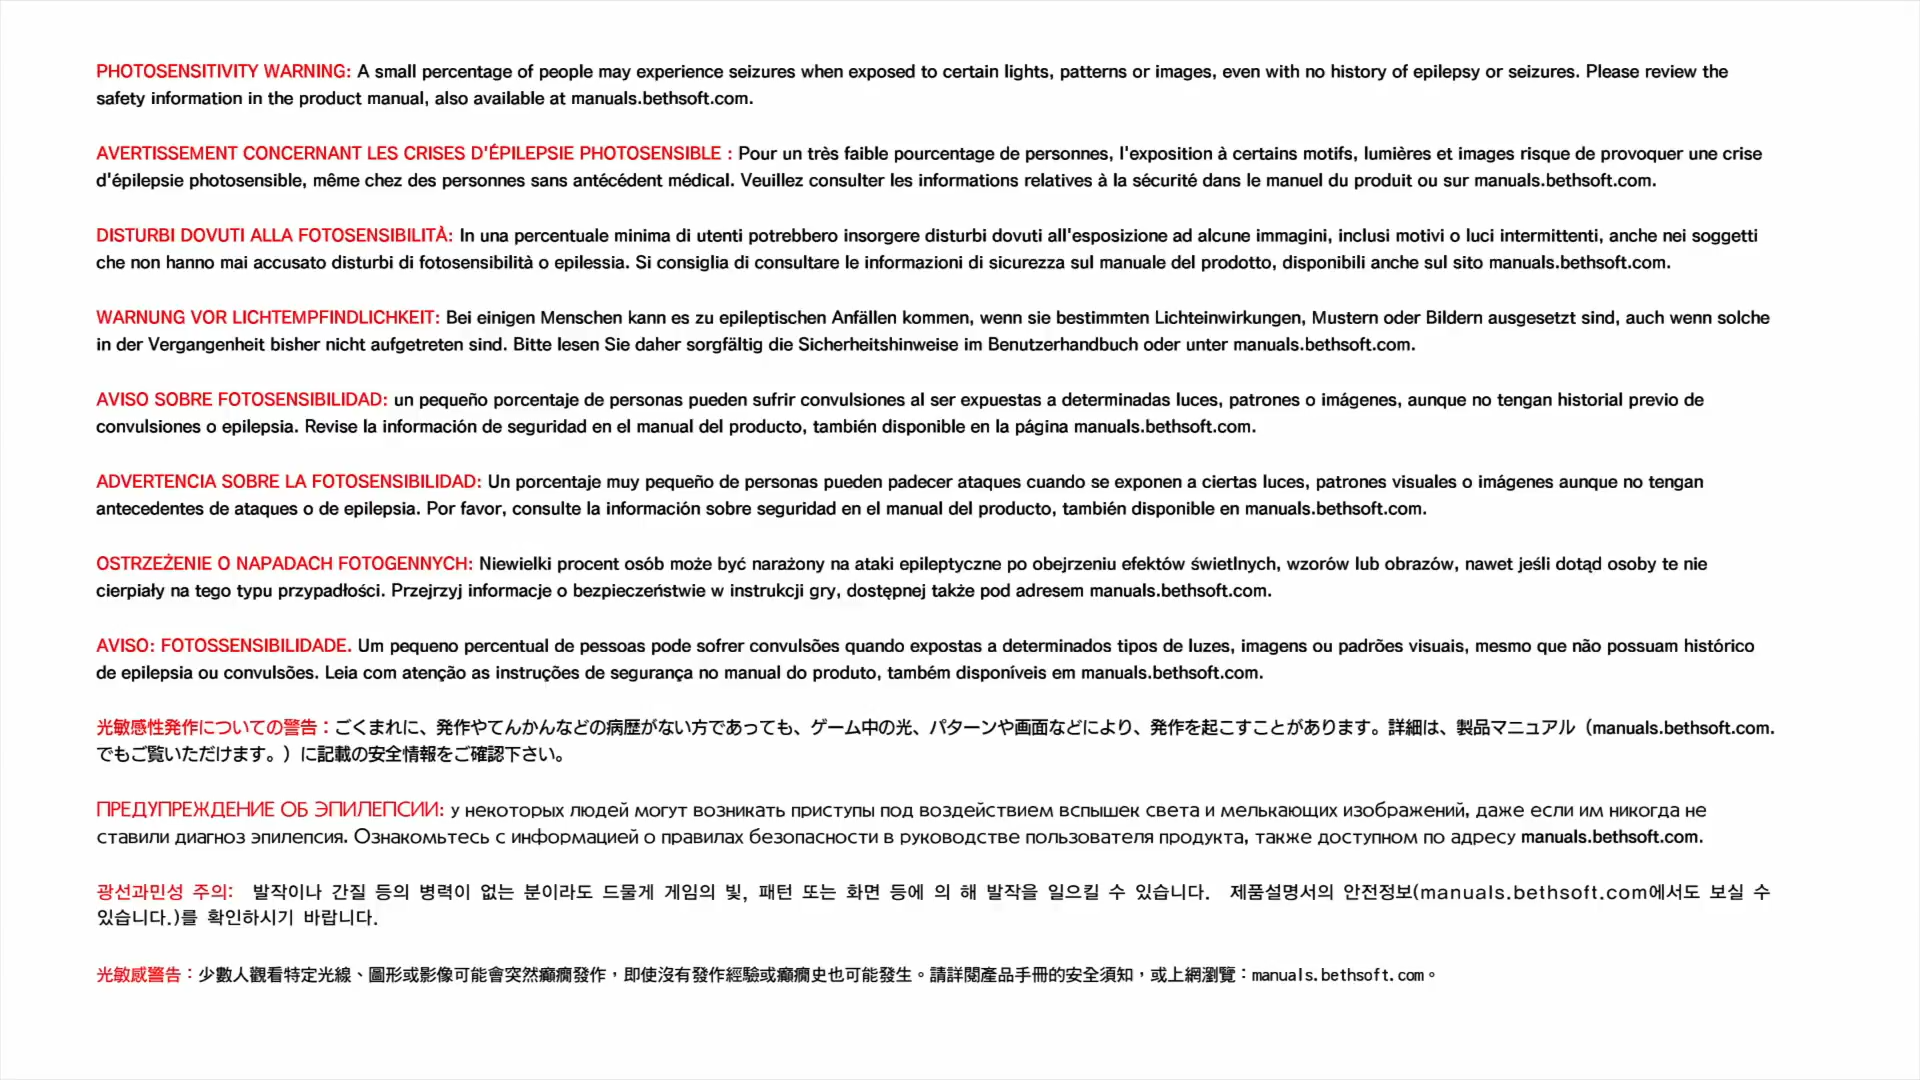 PHOTOSENSITIVITY WARNING: A small percentage of people may experience seizures when exposed to certain lights, patterns or images, even with no history of epilepsy or seizures. Please review the
safety information in the product manual, also available at manuals.bethsoft.com.
AVERTISSEMENT CONCERNANT LES CRISES D'ÉPILEPSIE PHOTOSENSIBLE : Pour un très faible pourcentage de personnes, l'exposition à certains motifs, lumières et images risque de provoquer une crise
d'épilepsie photosensible, même chez des personnes sans antécédent médical. Veuillez consulter les informations relatives à la sécurité dans le manuel du produit ou sur manuals.bethsoft.com.
DISTURBI DOVUTI ALLA FOTOSENSIBILITÀ: In una percentuale minima di utenti potrebbero insorgere disturbi dovuti all'esposizione ad alcune immagini, inclusi motivi o luci intermittenti, anche nei soggetti
che non hanno mai accusato disturbi di fotosensibilità o epilessia. Si consiglia di consultare le informazioni di sicurezza sul manuale del prodotto, disponibili anche sul sito manuals.bethsoft.com.
WARNUNG VOR LICHTEMPFINDLICHKEIT: Bei einigen Menschen kann es zu epileptischen Anfällen kommen, wenn sie bestimmten Lichteinwirkungen, Mustern oder Bildern ausgesetzt sind, auch wenn solche
in der Vergangenheit bisher nicht aufgetreten sind. Bitte lesen Sie daher sorgfältig die Sicherheitshinweise im Benutzerhandbuch oder unter manuals.bethsoft.com.
AVISO SOBRE FOTOSENSIBILIDAD: un pequeño porcentaje de personas pueden sufrir convulsiones al ser expuestas a determinadas luces, patrones o imágenes, aunque no tengan historial previo de
convulsiones o epilepsia. Revise la información de seguridad en el manual del producto, también disponible en la página manuals.bethsoft.com.
ADVERTENCIA SOBRE LA FOTOSENSIBILIDAD: Un porcentaje muy pequeño de personas pueden padecer ataques cuando se exponen a ciertas luces, patrones visuales o imágenes aunque no tengan
antecedentes de ataques o de epilepsia. Por favor, consulte la información sobre seguridad en el manual del producto, también disponible en manuals.bethsoft.com.
OSTRZEŻENIE O NAPADACH FOTOGENNYCH: Niewielki procent osób może być narażony na ataki epileptyczne po obejrzeniu efektów świetlnych, wzorów lub obrazów, nawet jeśli dotąd osoby te nie
cierpiały na tego typu przypadłości. Przejrzyj informacje o bezpieczeństwie w instrukcji gry, dostępnej także pod adresem manuals.bethsoft.com.
AVISO: FOTOSSENSIBILIDADE. Um pequeno percentual de pessoas pode sofrer convulsões quando expostas a determinados tipos de luzes, imagens ou padrões visuais, mesmo que não possuam histórico
de epilepsia ou convulsões. Leia com atenção as instruções de segurança no manual do produto, também disponíveis em manuals.bethsoft.com.
光敏感性発作についての警告：ごくまれに、発作やてんかんなどの病歴がない方であっても、ゲーム中の光、パターンや画面などにより、発作を起こすことがあります。詳細は、製品マニュアル（manuals.bethsoft.com.
でもご覧いただけます。）に記載の安全情報をご確認下さい。
ПРЕДУПРЕЖДЕНИЕ ОБ ЭПИЛЕПСИИ: у некоторых людей могут возникать приступы под воздействием вспышек света и мелькающих изображений, даже если им никогда не
ставили диагноз эпилепсия. Ознакомьтесь с информацией о правилах безопасности в руководстве пользователя продукта, также доступном по адресу manuals.bethsoft.com.
광선과민성 주의: 발작이나 간질 등의 병력이 없는 분이라도 드물게 게임의 빛, 패턴 또는 화면 등에 의 해 발작을 일으킬 수 있습니다. 제품설명서의 안전정보(manuals.bethsoft.com에서도 보실 수
있습니다.)를 확인하시기 바랍니다.
光敏感警告：少數人觀看特定光線、圖形或影像可能會突然癲癇發作，即使沒有發作經驗或癲癇史也可能發生。請詳閱產品手冊的安全須知，或上網瀏覽：manuals.bethsoft.com。